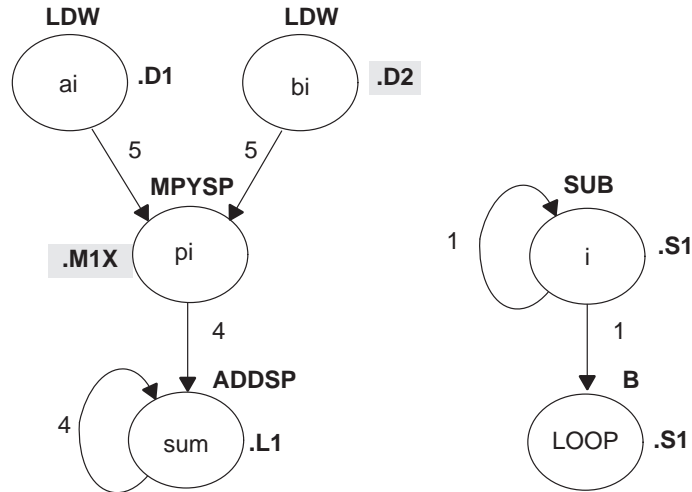 LDW LDW
ai .D1 bi .D2
5 5
MPYSP SUB
.M1X pi 1 i .S1
4 1
ADDSP B
4 sum .L1 LOOP .S1